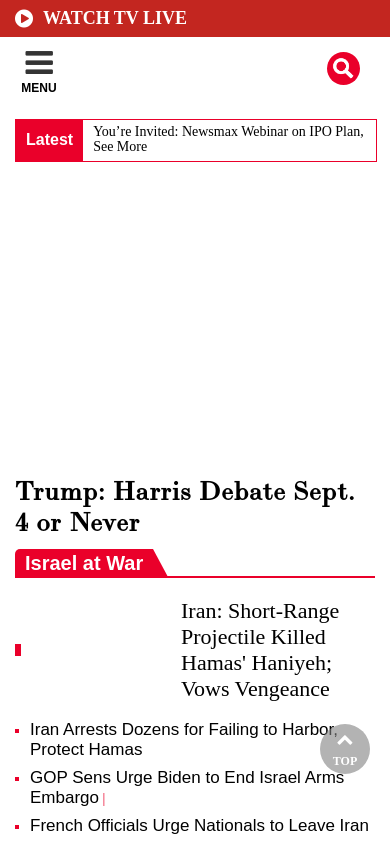 WATCH TV LIVE
MENU
Latest
You’re Invited: Newsmax Webinar on IPO Plan,
See More
Trump: Harris Debate Sept.
4 or Never
Israel at War
Iran: Short-Range
Projectile Killed
Hamas' Haniyeh;
Vows Vengeance
Iran Arrests Dozens for Failing to Harbor,
Protect Hamas
GOP Sens Urge Biden to End Israel Arms
Embargo |
French Officials Urge Nationals to Leave Iran
TOP